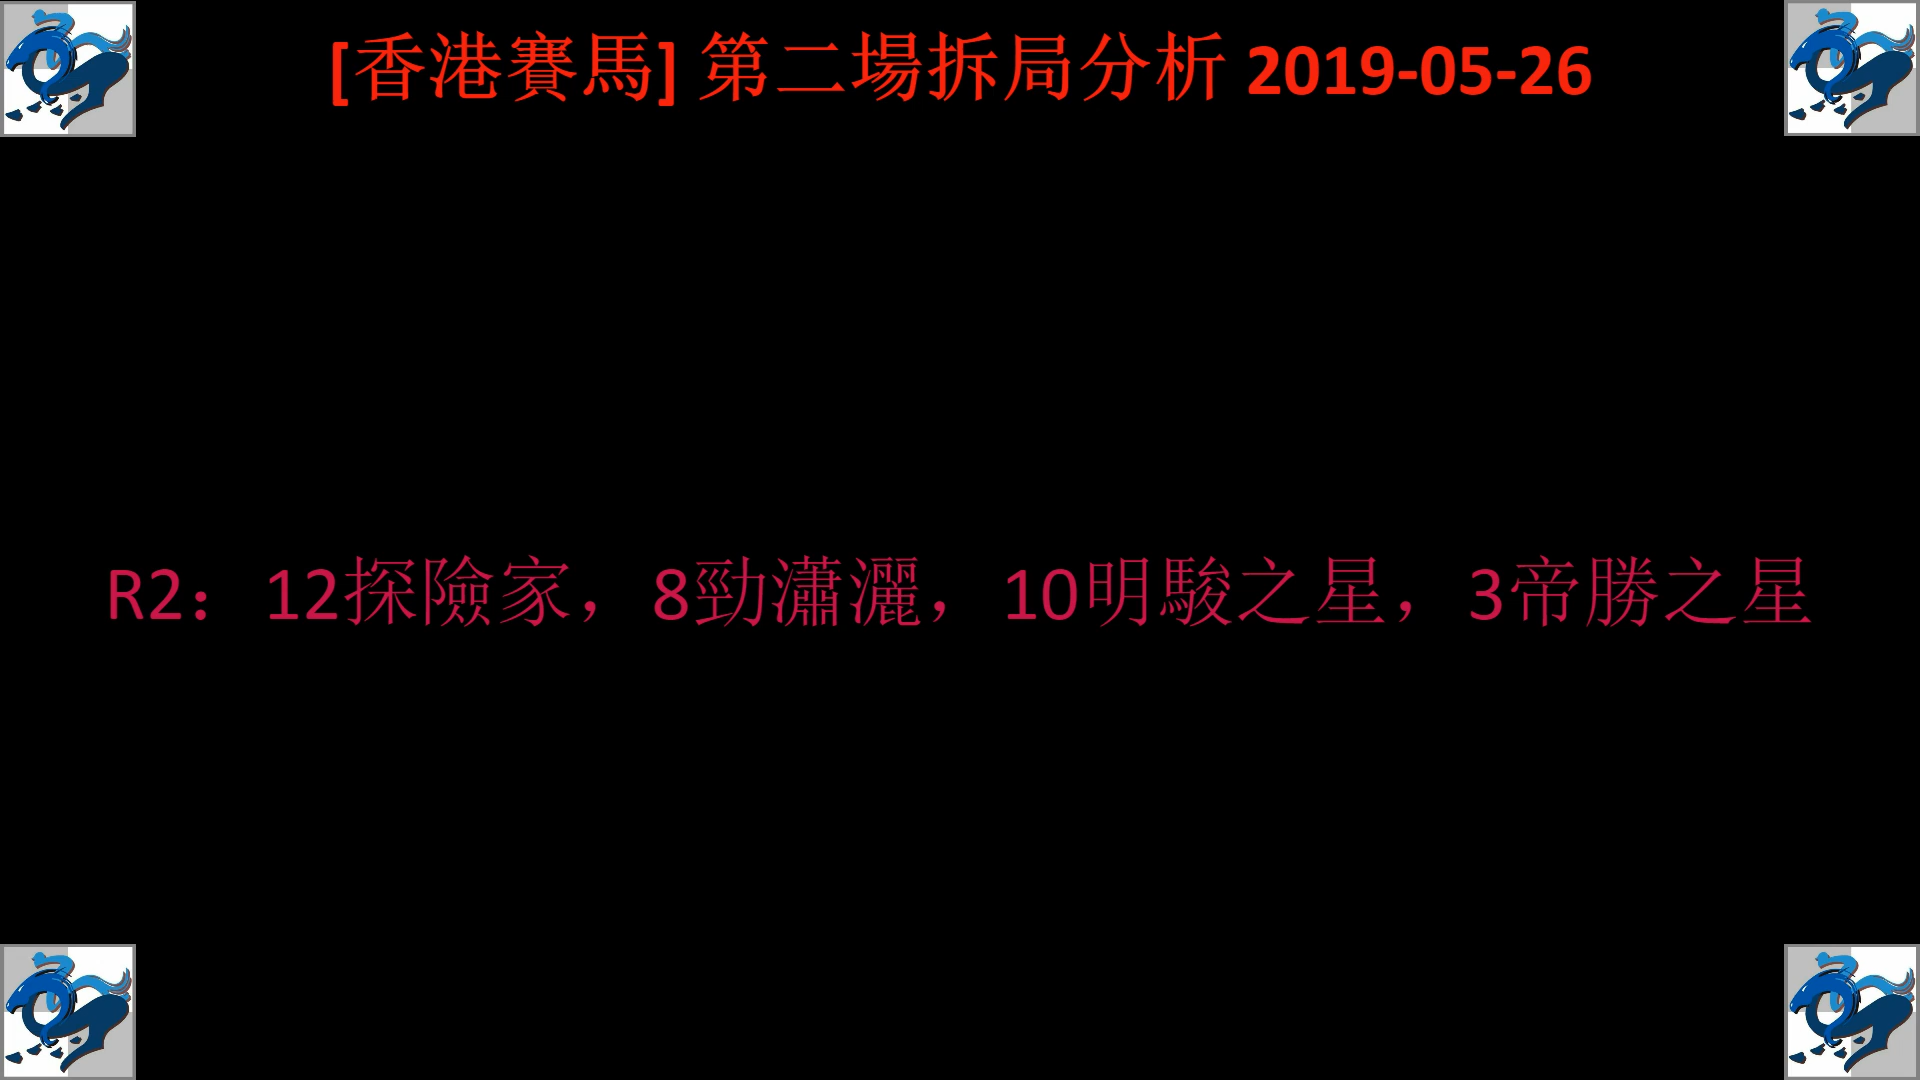 [香港賽馬] 第二場拆局分析 2019-05-26
R2：12探險家，8勁瀟灑，10明駿之星，3帝勝之星